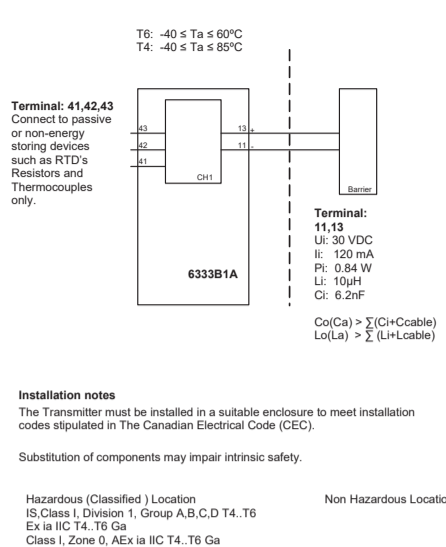 T6: -40 ≤ Ta ≤ 60ºC
T4: -40 ≤ Ta ≤ 85ºC
Terminal: 41,42,43
Connect to passive
or non-energy
storing devices
such as RTD's
Resistors and
Thermocouples
only.
43
42
41
CH1
13 +
11 -
6333B1A
Barrier
Terminal:
11,13
Ui: 30 VDC
Ii: 120 mA
Pi: 0.84 W
Li: 10µH
Ci: 6.2nF
Co(Ca) > ∑(Ci+Ccable)
Lo(La) > ∑ (Li+Lcable)
Installation notes
The Transmitter must be installed in a suitable enclosure to meet installation
codes stipulated in The Canadian Electrical Code (CEC).
Substitution of components may impair intrinsic safety.
Hazardous (Classified ) Location
IS,Class I, Division 1, Group A,B,C,D T4..T6
Ex ia IIC T4..T6 Ga
Class I, Zone 0, AEx ia IIC T4..T6 Ga
Non Hazardous Locatio